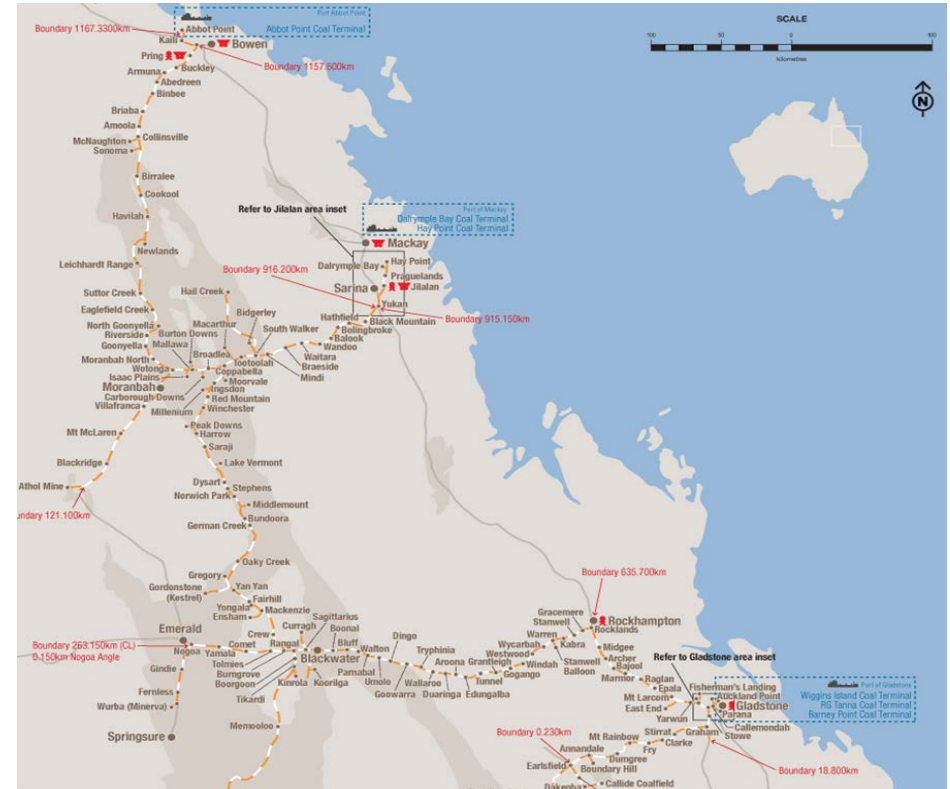 Port Abbot Point
Abbot Point Coal Terminal
Boundary 1167.3300km
Abbot Point
Kaili
Bowen
Pring
Boundary 1157.600km
Buckley
Armuna
Abedreen
Binbee
Briaba
Amoola
Collinsville
McNaughton
Sonoma
Birralee
Cookool
Havilah
Newlands
Leichhardt Range
Suttor Creek
Eaglefield Creek
North Goonyella
Riverside
Goonyella
Moranbah North
Wotonga
Isaac Plains
Moranbah
Carborough Downs
Villafranca
Mt McLaren
Blackridge
Athol Mine
undary 121.100km
SCALE
100
50
0
100
kilometres
N
Refer to Jilalan area inset
Port of Mackay
Dalrymple Bay Coal Terminal
Hay Point Coal Terminal
Mackay
Hay Point
Dalrymple Bay
Praguelands
Boundary 916.200km
Sarina
Jilalan
Yukan
Boundary 915.150km
Black Mountain
Hathfield
Bolingbroke
Balook
Wandoo
Waitara
Braeside
Mindi
South Walker
Bidgerley
Hail Creek
Macarthur
Burton Downs
Mallawa
Broadlea
Tootoolah
Coppabella
Moorvale
Ingsdon
Millenium
Red Mountain
Winchester
Peak Downs
Harrow
Saraji
Lake Vermont
Dysart
Stephens
Norwich Park
Middlemount
Bundoora
German Creek
Oaky Creek
Gregory
Gordonstone
(Kestrel)
Yan Yan
Fairhill
Yongala
Ensham
Mackenzie
Crew
Rangal
Curragh
Sagittarius
Boonal
Bluff
Walton
Dingo
Tryphinia
Aroona
Grantleigh
Westwood
Wycarbah
Warren
Stanwell
Gracemere
Kabra
Boundary 635.700km
Rockhampton
Rocklands
Midgee
Archer
Bajool
Marmor
Raglan
Epala
Mt Larcom
East End
Emerald
Boundary 263.150km (CL)
0.150km Nogoa Angle
Nogoa
Yamala
Comet
Tolmies
Burngrove
Boorgoon
Tikardi
Kinrola
Koorilga
Blackwater
Parnabal
Umolo
Goowarra
Wallaroo
Duaringa
Edungalba
Tunnel
Gogango
Windah
Stanwell
Balloon
Gindie
Fernless
Wurba (Minerva)
Springsure
Memooloo
Refer to Gladstone area inset
Port of Gladstone
Wiggins Island Coal Terminal
RG Tanna Coal Terminal
Barney Point Coal Terminal
Fisherman's Landing
Auckland Point
Gladstone
Parana
Callemondah
Stowe
Yarwun
Graham
Stirrat
Clarke
Fry
Mt Rainbow
Dumgree
Annandale
Boundary Hill
Earlsfield
Boundary 0.230km
Boundary 18.800km
Callide Coalfield
Dakenba